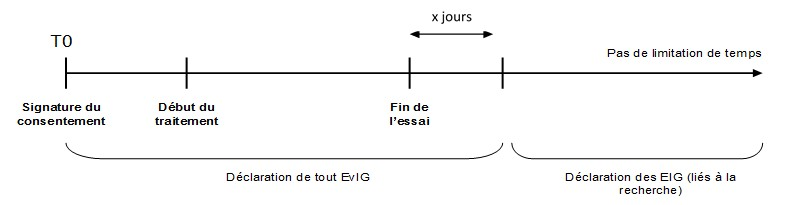 x jours
T0
Pas de limitation de temps
Signature du
consentement
Début du
traitement
Fin de
l'essai
Déclaration de tout EvIG
Déclaration des EIG (liés à la
recherche)